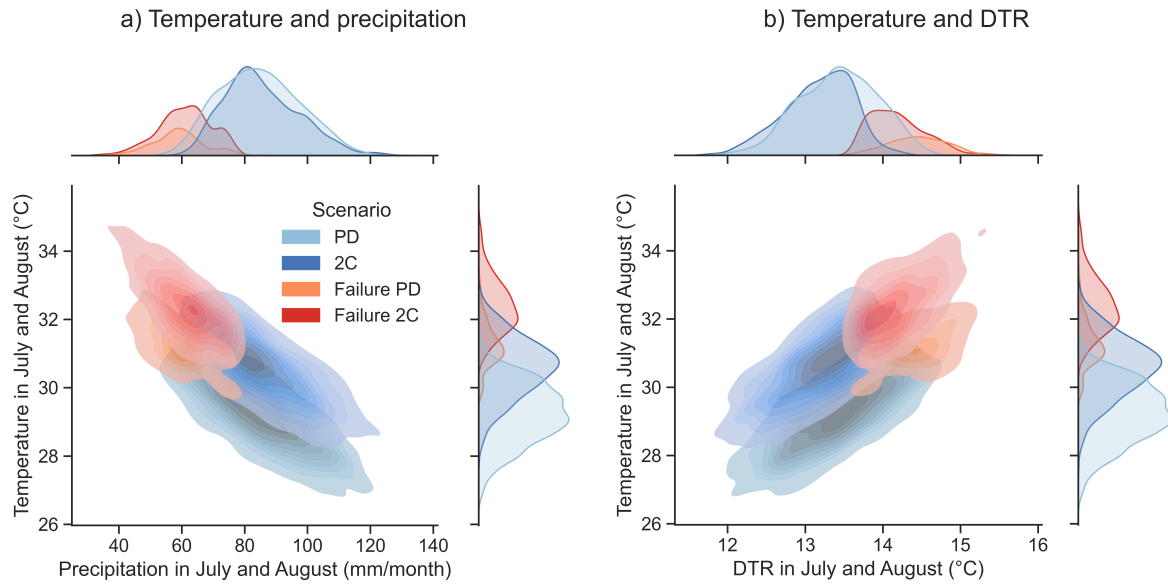 a) Temperature and precipitation
b) Temperature and DTR
Temperature in July and August (°C)
34
32
30
28
26
Scenario
PD
2C
Failure PD
Failure 2C
40 60 80 100 120 140
Precipitation in July and August (mm/month)
Temperature in July and August (°C)
34
32
30
28
26
12 13 14 15 16
DTR in July and August (°C)